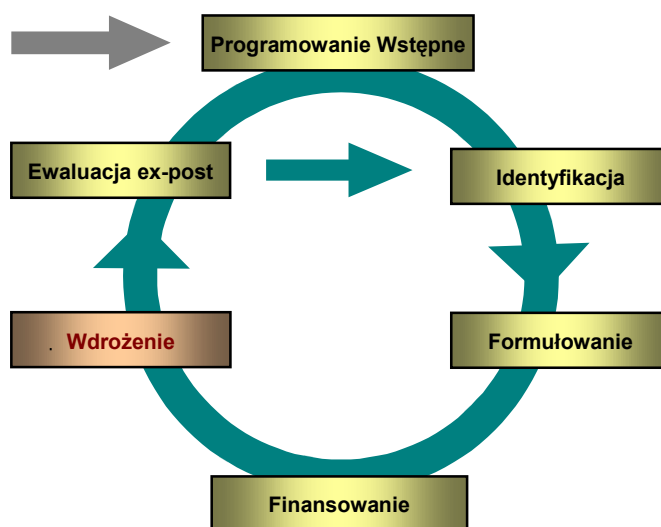 Programowanie Wstępne
Ewaluacja ex-post
Identyfikacja
. Wdrożenie
Formułowanie
Finansowanie